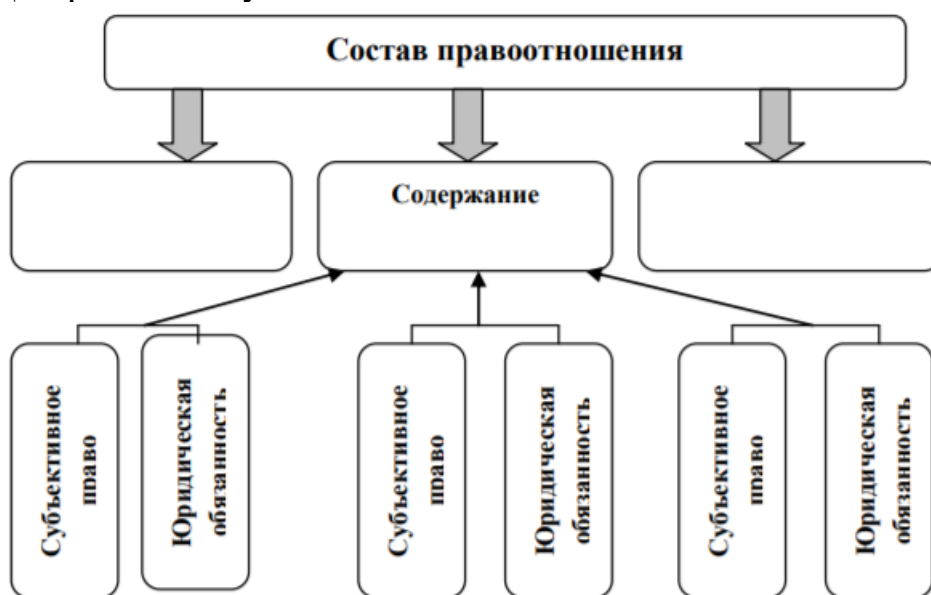 Состав правоотношения
Содержание
Субъективное
право
Юридическая
обязанность
Субъективное
право
Юридическая
обязанность
Субъективное
право
Юридическая
обязанность